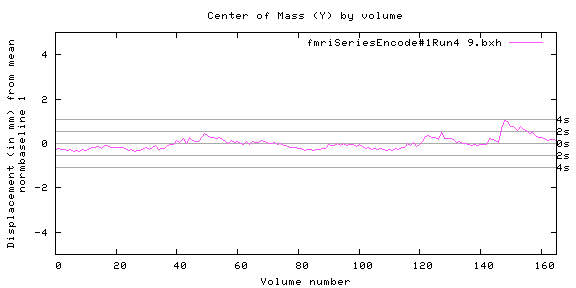 Center of Mass (Y) by volume
fmriSeriesEncode#1Run4 9.bxh
Displacement (in mm) from mean
normbaseline 1
4
2
0
-2
-4
4s
2s
0s
2s
4s
0 20 40 60 80 100 120 140 160
Volume number